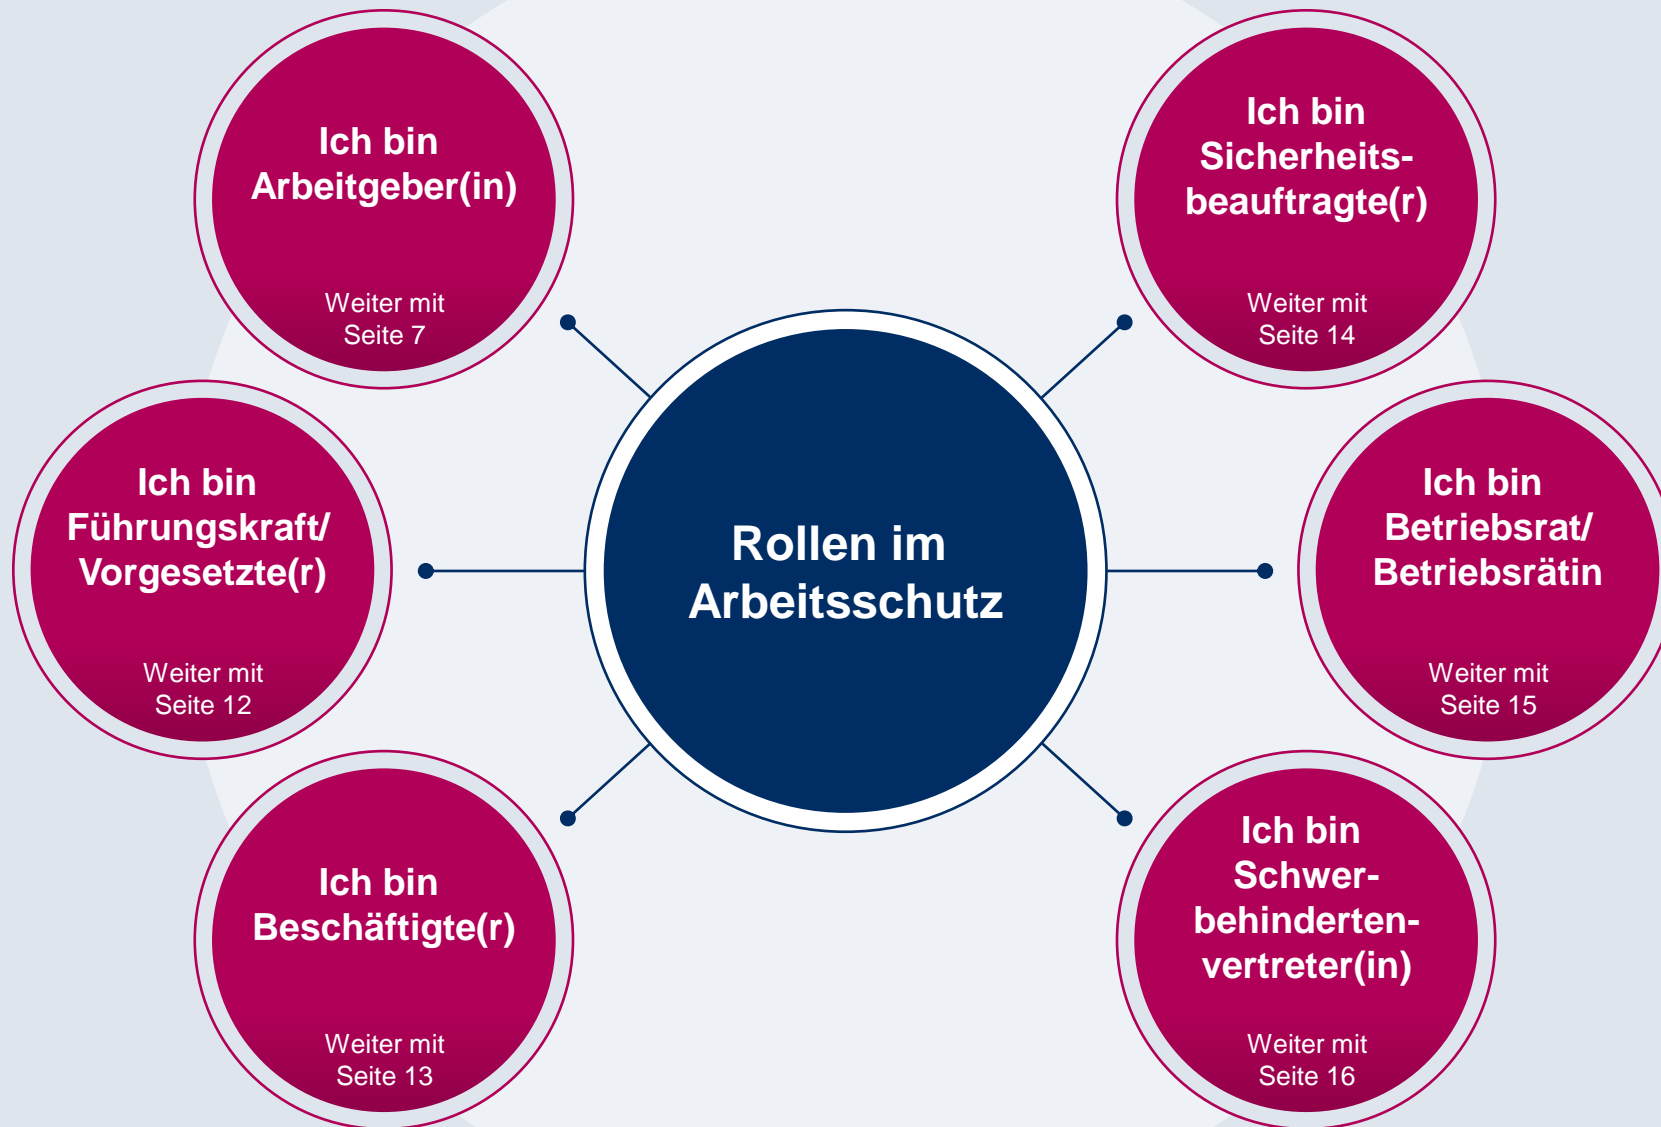 Ich bin
Arbeitgeber(in)
Weiter mit
Seite 7
Ich bin
Führungskraft/
Vorgesetzte(r)
Weiter mit
Seite 12
Ich bin
Beschäftigte(r)
Weiter mit
Seite 13
Rollen im
Arbeitsschutz
Ich bin
Sicherheits-
beauftragte(r)
Weiter mit
Seite 14
Ich bin
Betriebsrat/
Betriebsrätin
Weiter mit
Seite 15
Ich bin
Schwer-
behinderten-
vertreter(in)
Weiter mit
Seite 16